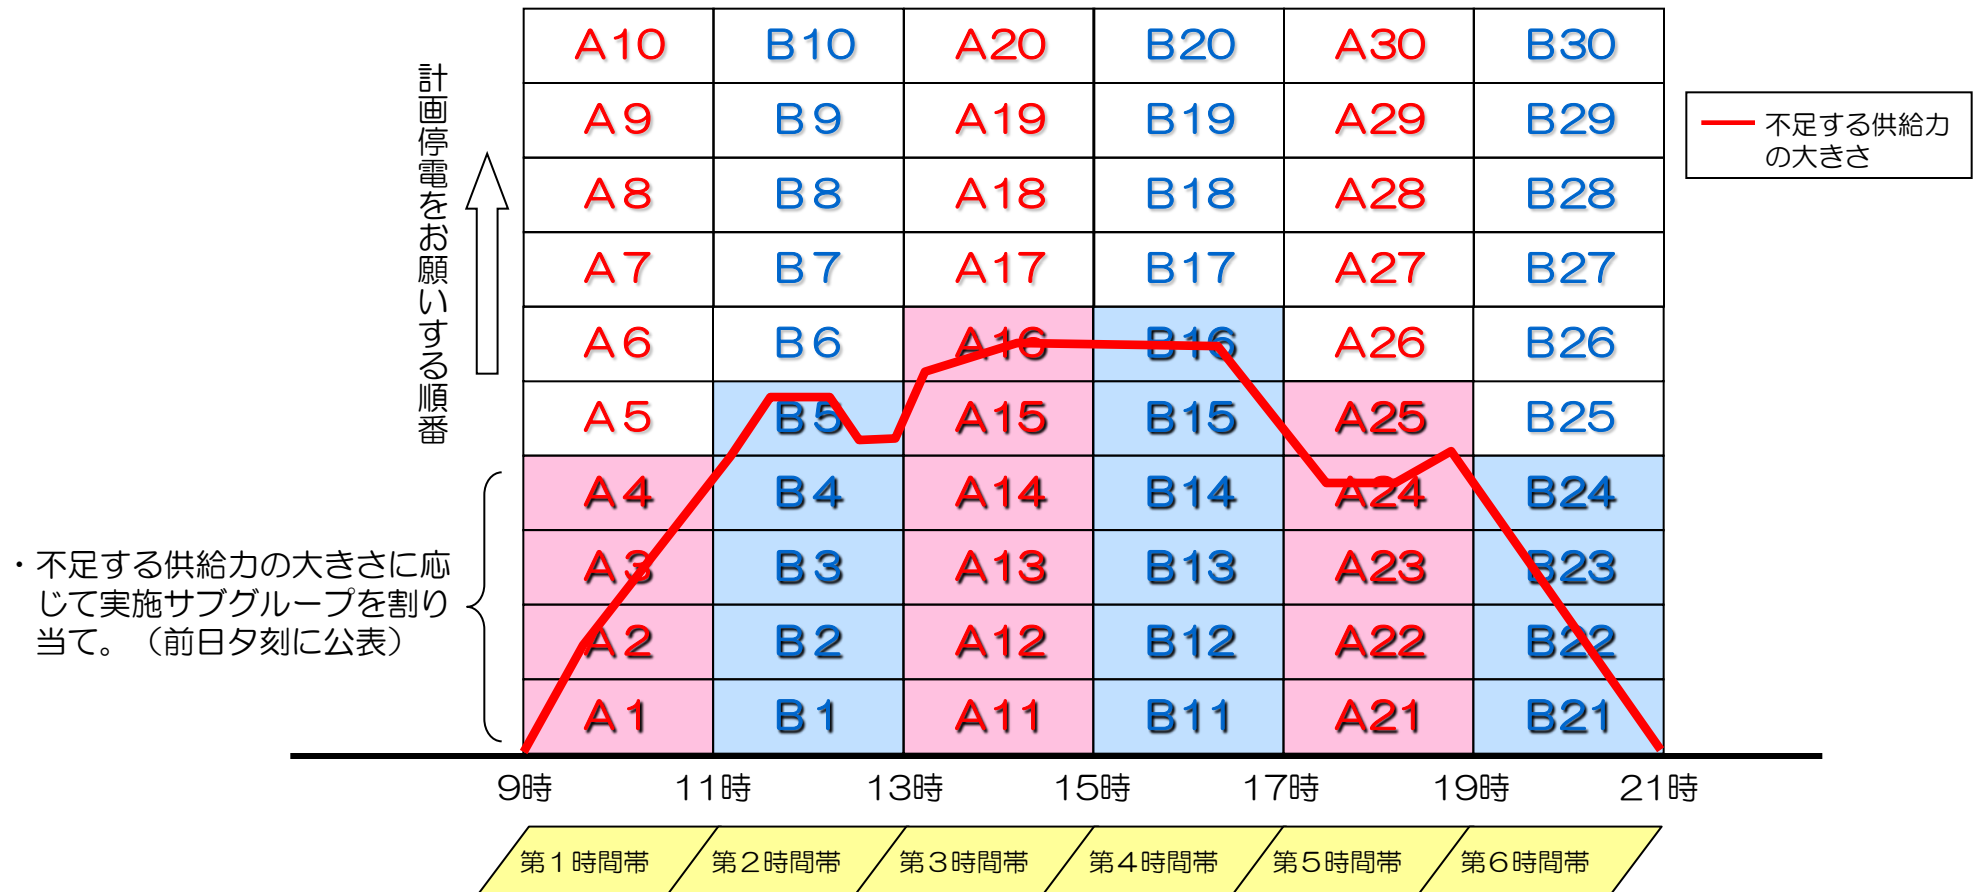 計画停電をお願いする順番
A10 B10 A20 B20 A30 B30
A9 B9 A19 B19 A29 B29
A8 B8 A18 B18 A28 B28
A7 B7 A17 B17 A27 B27
A6 B6 A16 B16 A26 B26
A5 B5 A15 B15 A25 B25
A4 B4 A14 B14 A24 B24
A3 B3 A13 B13 A23 B23
A2 B2 A12 B12 A22 B22
A1 B1 A11 B11 A21 B21
不足する供給力
の大きさ
・不足する供給力の大きさに応
じて実施サブグループを割り
当て。（前日夕刻に公表）
9時 11時 13時 15時 17時 19時 21時
第１時間帯 第２時間帯 第３時間帯 第４時間帯 第５時間帯 第６時間帯